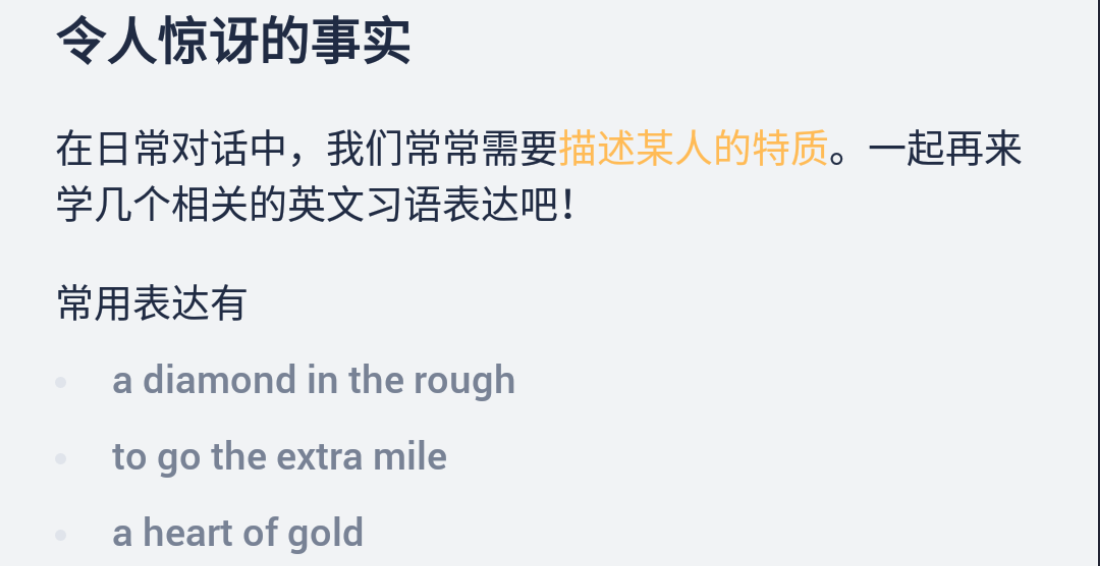 令人惊讶的事实
在日常对话中，我们常常需要描述某人的特质。一起再来
学几个相关的英文习语表达吧！
常用表达有
a diamond in the rough
to go the extra mile
a heart of gold